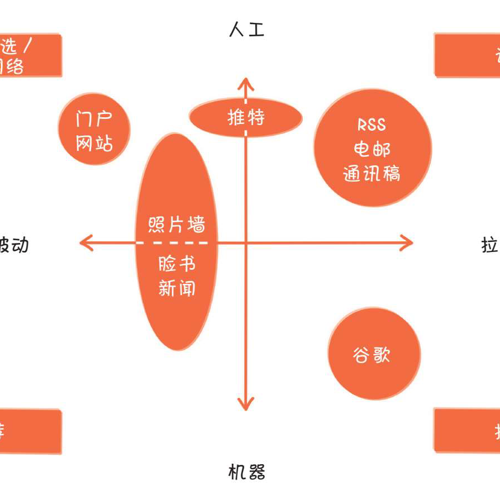 人工
选/
网络
门户
网站
推特
RSS
电邮
通讯稿
照片墙
被动
拉
脸书
新闻
谷歌
机器